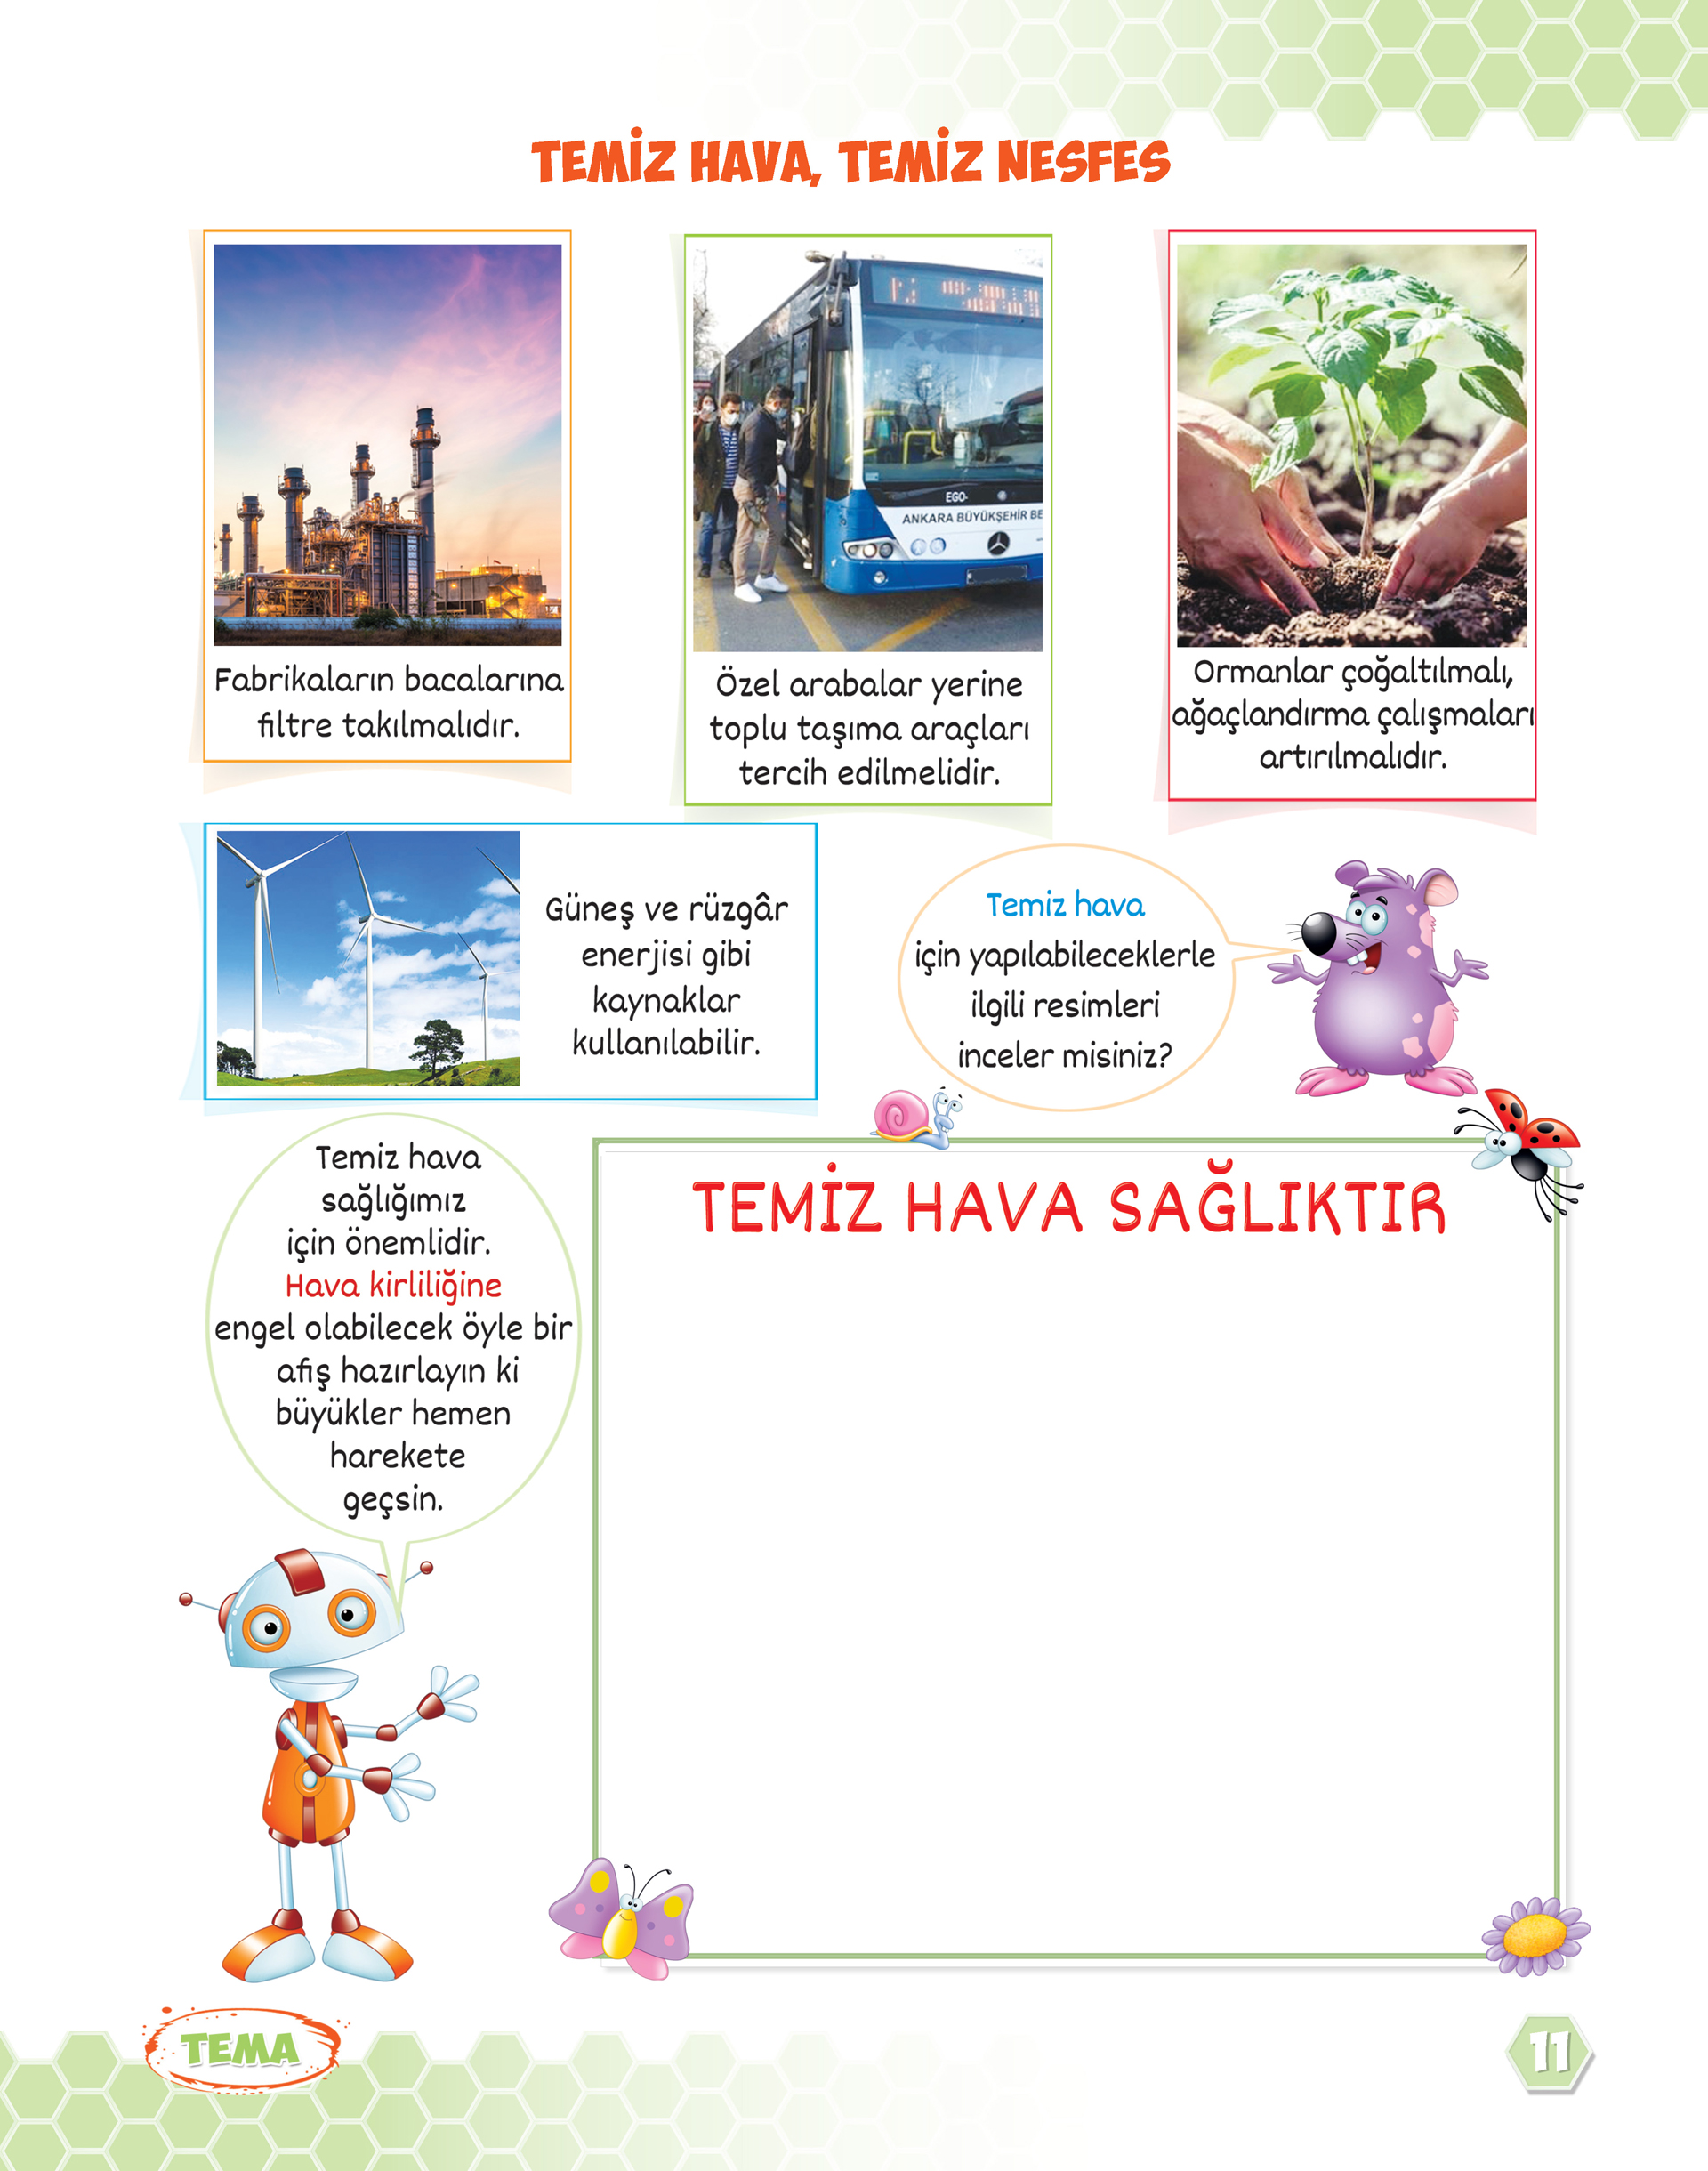 TEMİZ HAVA, TEMİZ NESFES
EGO-
ANKARA BÜYÜKŞEHİR BE
Fabrikaların bacalarına
filtre takılmalıdır.
Özel arabalar yerine
toplu taşıma araçları
tercih edilmelidir.
Ormanlar çoğaltılmalı,
ağaçlandırma çalışmaları
artırılmalıdır.
Güneş ve rüzgâr
enerjisi gibi
kaynaklar
kullanılabilir.
Temiz hava
için yapılabileceklerle
ilgili resimleri
inceler misiniz?
Temiz hava
sağlığımız
için önemlidir.
Hava kirliliğine
engel olabilecek öyle bir
afiş hazırlayın ki
büyükler hemen
harekete
geçsin.
TEMİZ HAVA SAĞLIKTIR
TEMA
11